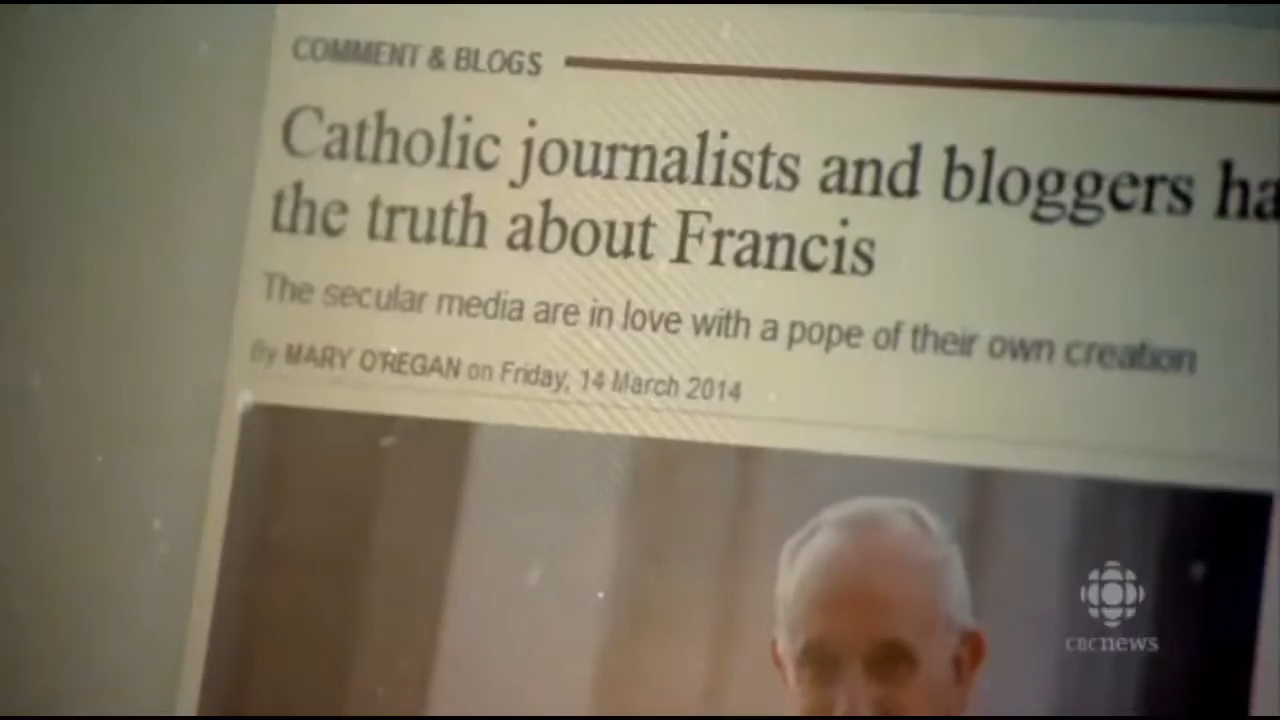 COMMENT & BLOGS
Catholic journalists and bloggers ha
the truth about Francis
The secular media are in love with a pope of their own creation
By MARY O'REGAN on Friday, 14 March 2014
CBCnews